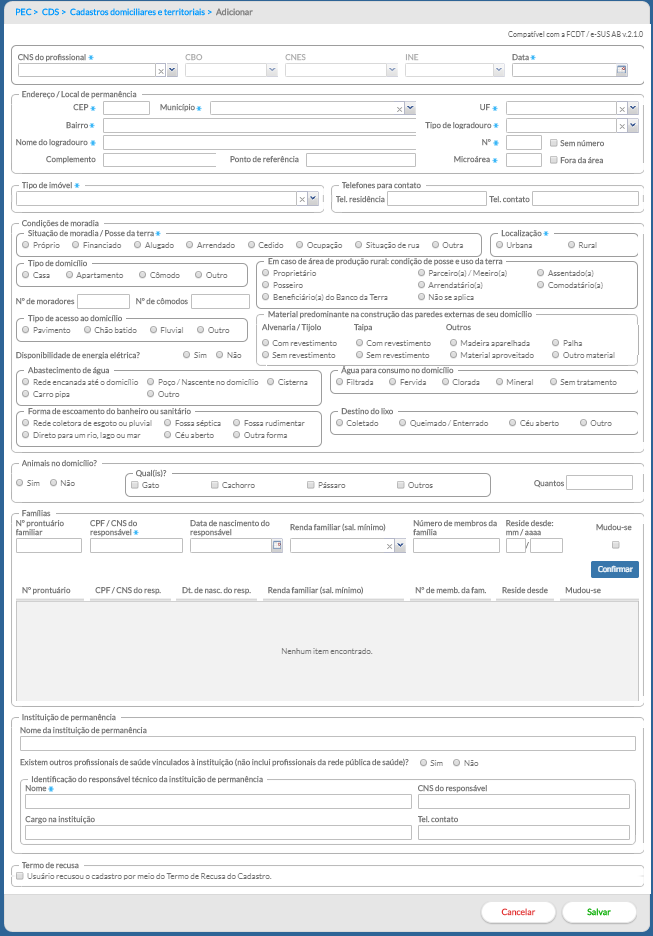 PEC > CDS > Cadastros domiciliares e territoriais > Adicionar
Compatível com a FCDT / e-SUS AB v.2.1.0
CNS do profissional * CBO CNES INE Data *
Endereço / Local de permanência
CEP * Município * UF *
Bairro * Tipo de logradouro *
Nome do logradouro * Nº * Sem número
Complemento Ponto de referência Microárea * Fora da área
Tipo de imóvel * Telefones para contato
Tel. residência Tel. contato
Condições de moradia
Situação de moradia / Posse da terra * Localização *
Próprio Financiado Alugado Arrendado Cedido Ocupação Situação de rua Outra Urbana Rural
Tipo de domicílio Em caso de área de produção rural: condição de posse e uso da terra
Casa Apartamento Cômodo Outro Proprietário Parceiro(a) / Meeiro(a) Assentado(a)
Posseiro Arrendatário(a) Comodatário(a)
Nº de moradores Nº de cômodos Beneficiário(a) do Banco da Terra Não se aplica
Tipo de acesso ao domicílio Material predominante na construção das paredes externas de seu domicílio
Pavimento Chão batido Fluvial Outro Alvenaria / Tijolo Taipa Outros
Com revestimento Com revestimento Madeira aparelhada Palha
Disponibilidade de energia elétrica? Sim Não Sem revestimento Sem revestimento Material aproveitado Outro material
Abastecimento de água Água para consumo no domicílio
Rede encanada até o domicílio Poço / Nascente no domicílio Cisterna Filtrada Fervida Clorada Mineral Sem tratamento
Carro pipa Outro
Forma de escoamento do banheiro ou sanitário Destino do lixo
Rede coletora de esgoto ou pluvial Fossa séptica Fossa rudimentar Coletado Queimado / Enterrado Céu aberto Outro
Direto para um rio, lago ou mar Céu aberto Outra forma
Animais no domicílio?
Sim Não Qual(is)? Quantos
Gato Cachorro Pássaro Outros
Famílias
Nº prontuário familiar CPF / CNS do responsável * Data de nascimento do responsável Renda familiar (sal. mínimo) Número de membros da família Reside desde: mm / aaaa Mudou-se
/
Confirmar
Nº prontuário CPF / CNS do resp. Dt. de nasc. do resp. Renda familiar (sal. mínimo) Nº de memb. da fam. Reside desde Mudou-se
Nenhum item encontrado.
Instituição de permanência
Nome da instituição de permanência
Existem outros profissionais de saúde vinculados à instituição (não inclui profissionais da rede pública de saúde)? Sim Não
Identificação do responsável técnico da instituição de permanência
Nome * CNS do responsável
Cargo na instituição Tel. contato
Termo de recusa
Usuário recusou o cadastro por meio do Termo de Recusa do Cadastro.
Cancelar Salvar